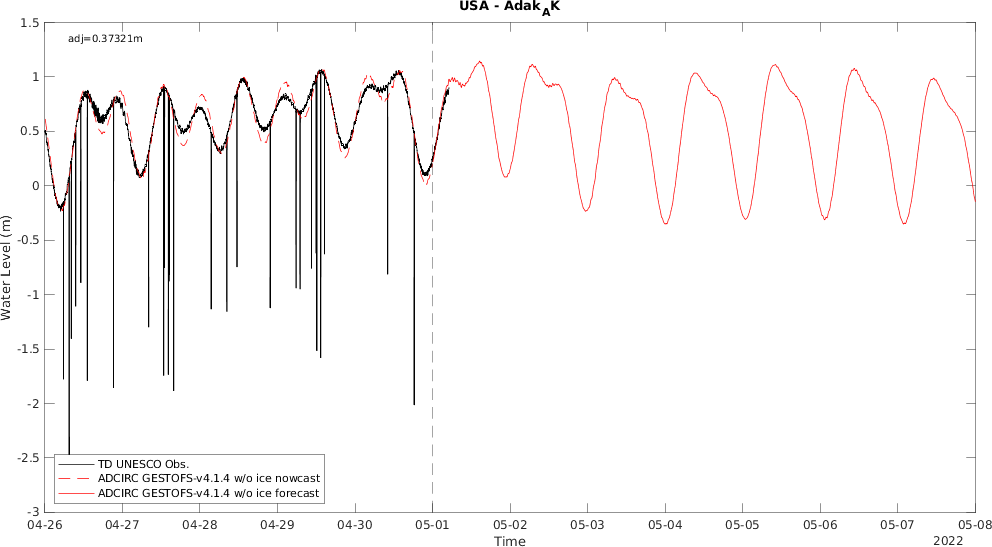 USA - Adak_AK
adj=0.37321m
1.5
1
0.5
0
-0.5
-1
-1.5
-2
-2.5
-3
Water Level (m)
TD UNESCO Obs.
ADCIRC GESTOFS-v4.1.4 w/o ice nowcast
ADCIRC GESTOFS-v4.1.4 w/o ice forecast
04-26 04-27 04-28 04-29 04-30 05-01 05-02 05-03 05-04 05-05 05-06 05-07 05-08
Time
2022